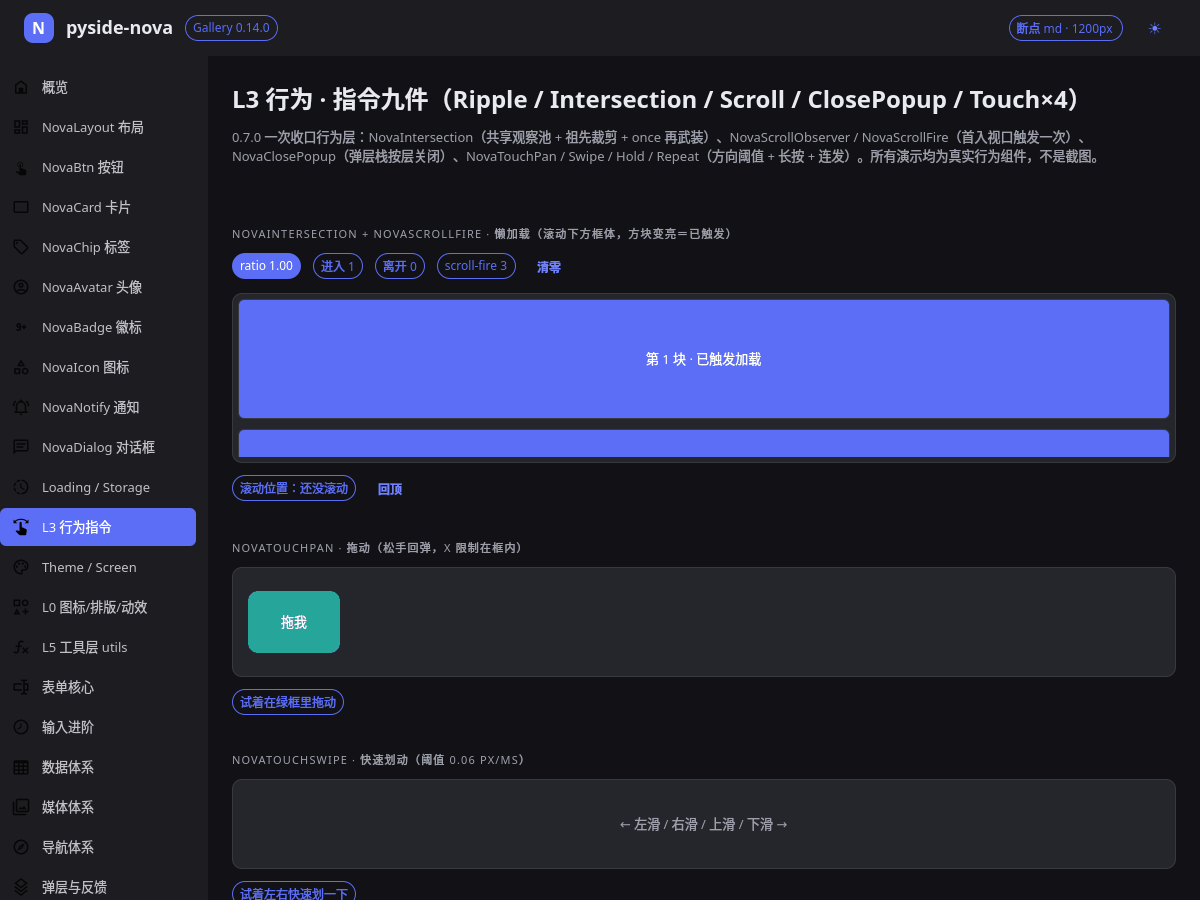 N pyside-nova Gallery 0.14.0
断点 md · 1200px
概览
NovaLayout 布局
NovaBtn 按钮
NovaCard 卡片
NovaChip 标签
NovaAvatar 头像
9+ NovaBadge 徽标
NovaIcon 图标
NovaNotify 通知
NovaDialog 对话框
Loading / Storage
L3 行为指令
Theme / Screen
L0 图标/排版/动效
L5 工具层 utils
表单核心
输入进阶
数据体系
媒体体系
导航体系
弹层与反馈
L3 行为 · 指令九件（Ripple / Intersection / Scroll / ClosePopup / Touch×4）
0.7.0 一次收口行为层：NovaIntersection（共享观察池 + 祖先裁剪 + once 再武装）、NovaScrollObserver / NovaScrollFire（首入视口触发一次）、
NovaClosePopup（弹层栈按层关闭）、NovaTouchPan / Swipe / Hold / Repeat（方向阈值 + 长按 + 连发）。所有演示均为真实行为组件，不是截图。
NOVAINTERSECTION + NOVASCROLLFIRE · 懒加载（滚动下方框体，方块变亮＝已触发）
ratio 1.00 进入 1 离开 0 scroll-fire 3 清零
第 1 块 · 已触发加载
滚动位置：还没滚动 回顶
NOVATOUCHPAN · 拖动（松手回弹，X 限制在框内）
拖我
试着在绿框里拖动
NOVATOUCHSWIPE · 快速划动（阈值 0.06 PX/MS）
← 左滑 / 右滑 / 上滑 / 下滑 →
试着左右快速划一下